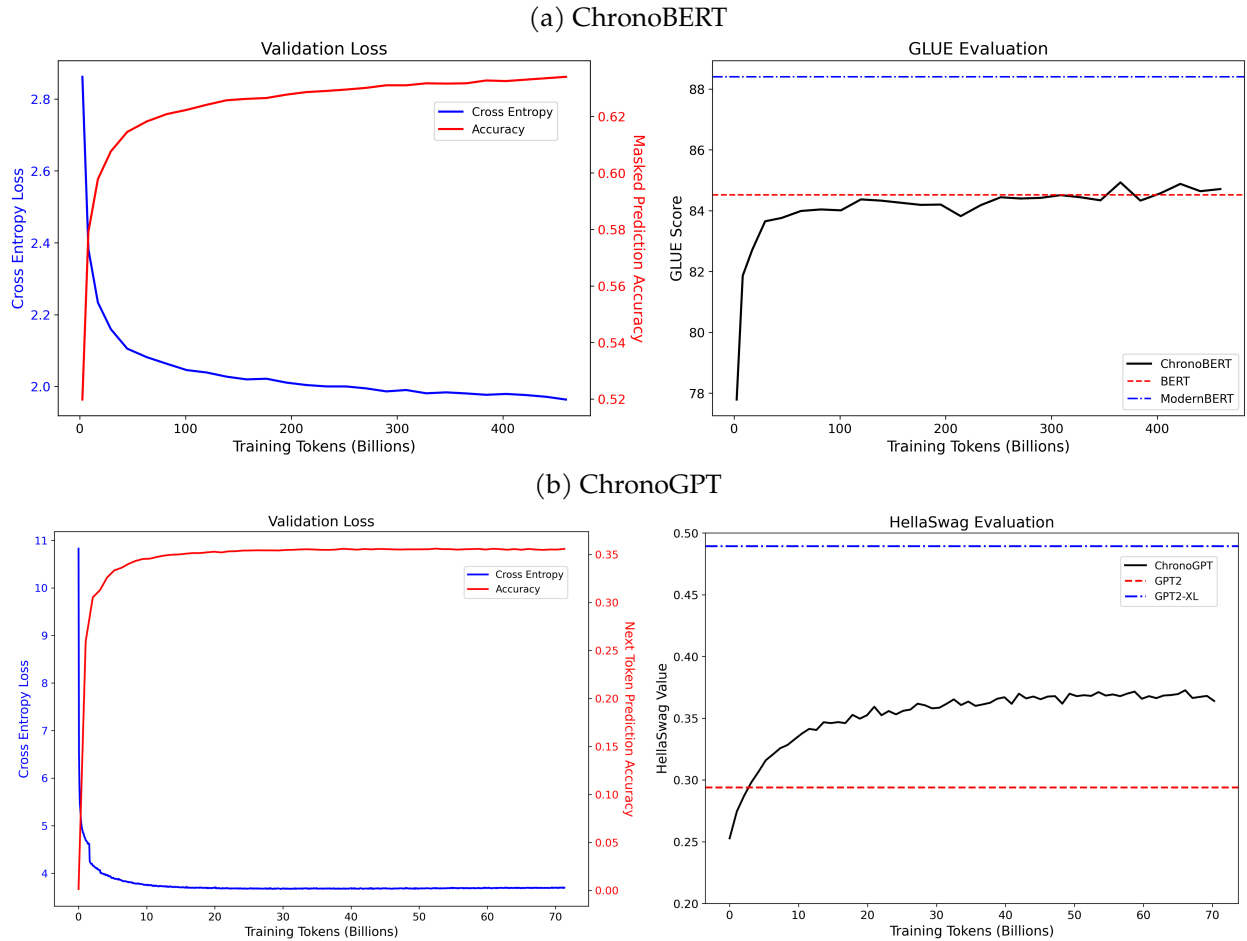 (a) ChronoBERT
Validation Loss
Cross Entropy Loss
2.8
2.6
2.4
2.2
2.0
Cross Entropy
Accuracy
0.62
0.60
0.58
0.56
0.54
0.52
Masked Prediction Accuracy
0 100 200 300 400
Training Tokens (Billions)
GLUE Evaluation
GLUE Score
88
86
84
82
80
78
ChronoBERT
BERT
ModernBERT
0 100 200 300 400
Training Tokens (Billions)
(b) ChronoGPT
Validation Loss
Cross Entropy Loss
11
10
9
8
7
6
5
4
Cross Entropy
Accuracy
0.35
0.30
0.25
0.20
0.15
0.10
0.05
0.00
Next Token Prediction Accuracy
0 10 20 30 40 50 60 70
Training Tokens (Billions)
HellaSwag Evaluation
HellaSwag Value
0.50
0.45
0.40
0.35
0.30
0.25
0.20
ChronoGPT
GPT2
GPT2-XL
0 10 20 30 40 50 60 70
Training Tokens (Billions)